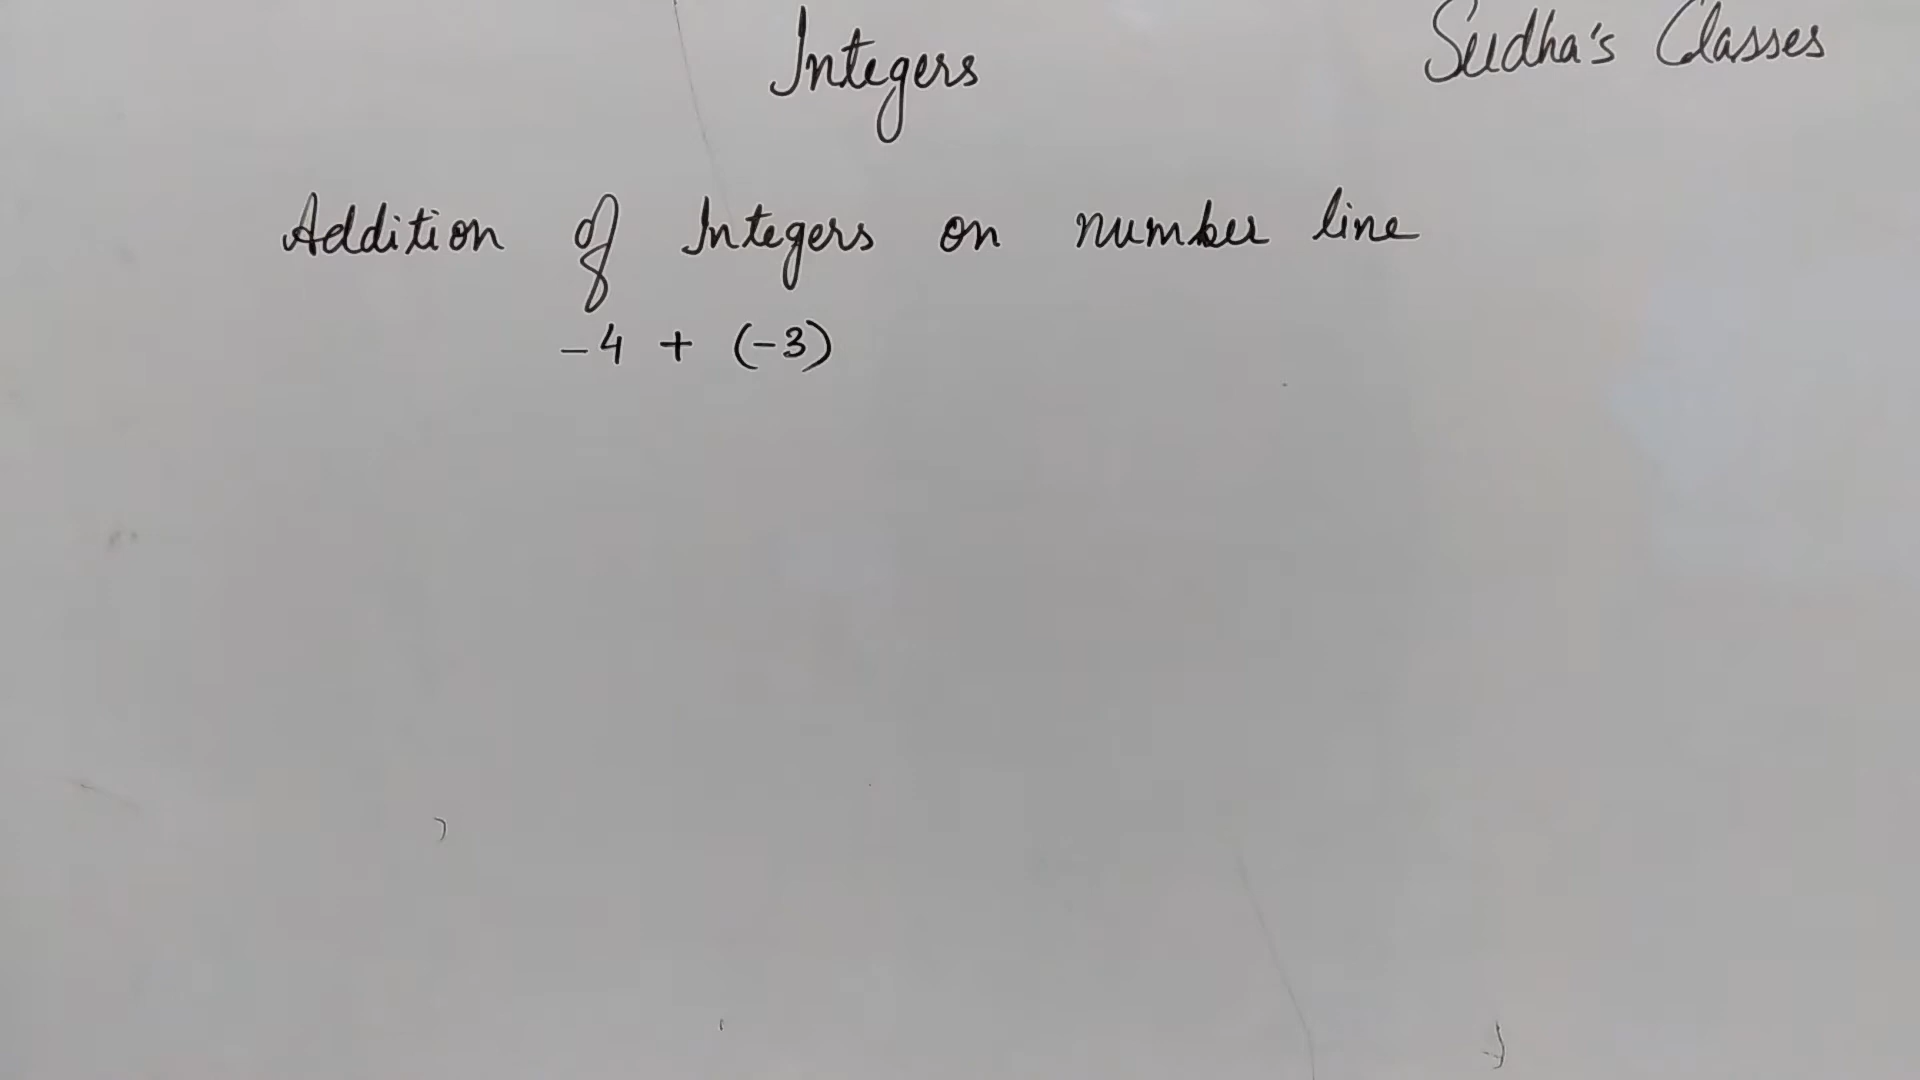 Integers
Sudha's Classes
Addition of Integers on number line
-4 + (-3)